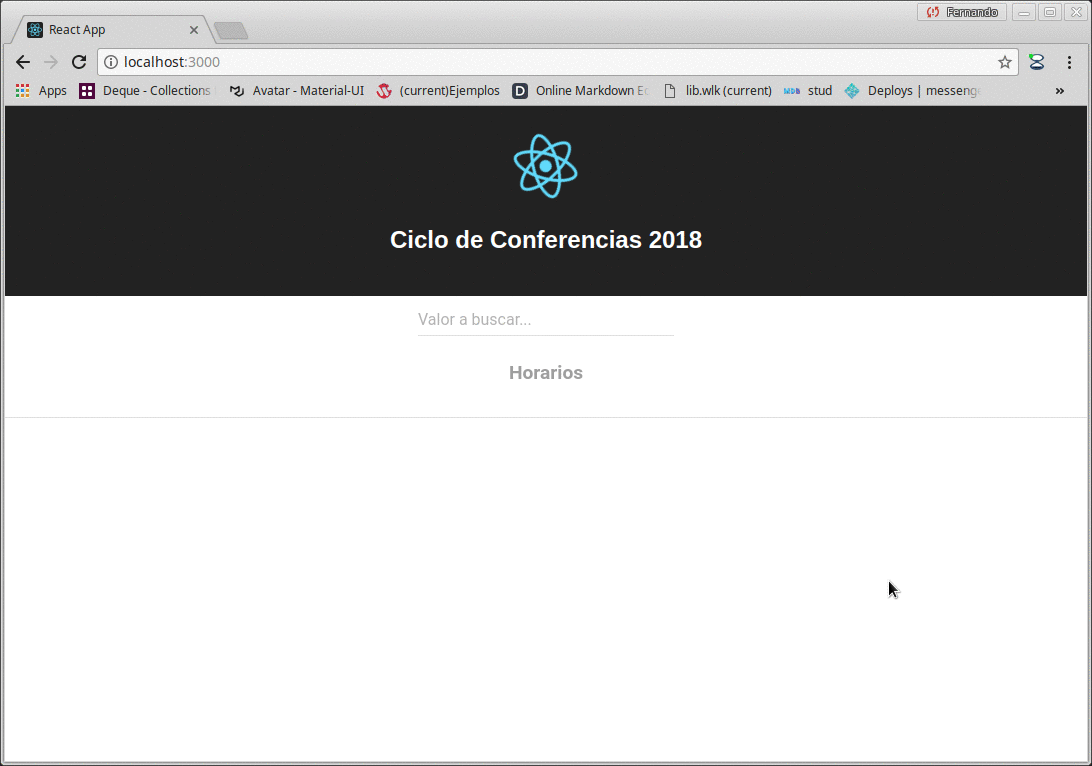 Fernando
React App
localhost:3000
Apps Deque - Collections Avatar - Material-UI (current)Ejemplos D Online Markdown E lib.wlk (current) MDB stud Deploys | messeng
Ciclo de Conferencias 2018
Valor a buscar...
Horarios